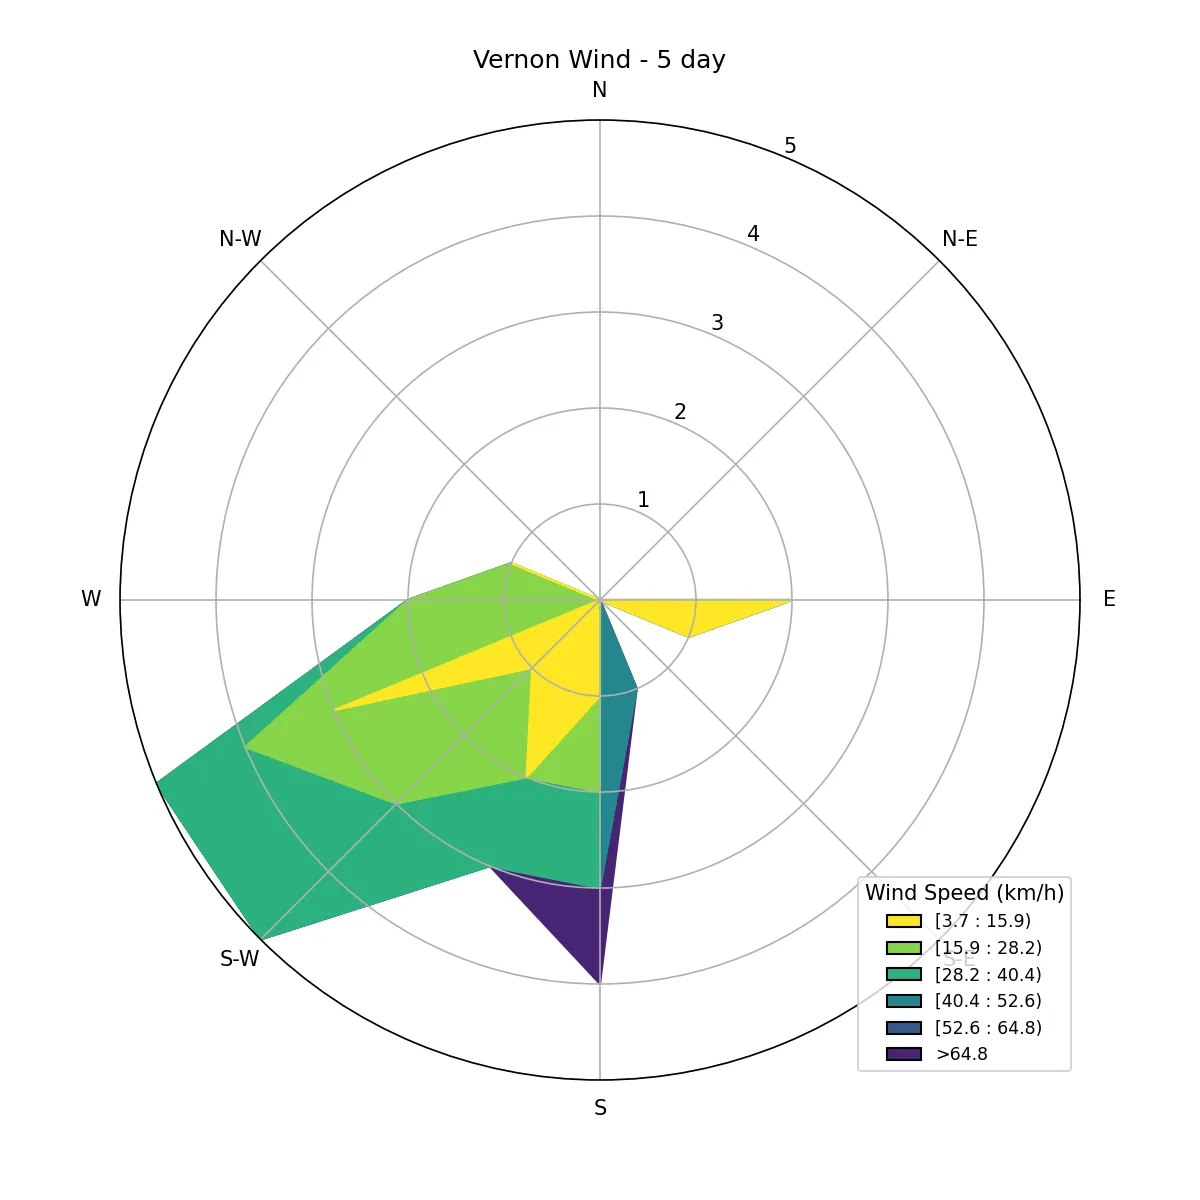 Vernon Wind - 5 day
N
5
N-W
N-E
4
3
2
1
W
E
S-W
S-E
Wind Speed (km/h)
[3.7 : 15.9)
[15.9 : 28.2)
[28.2 : 40.4)
[40.4 : 52.6)
[52.6 : 64.8)
>64.8
S